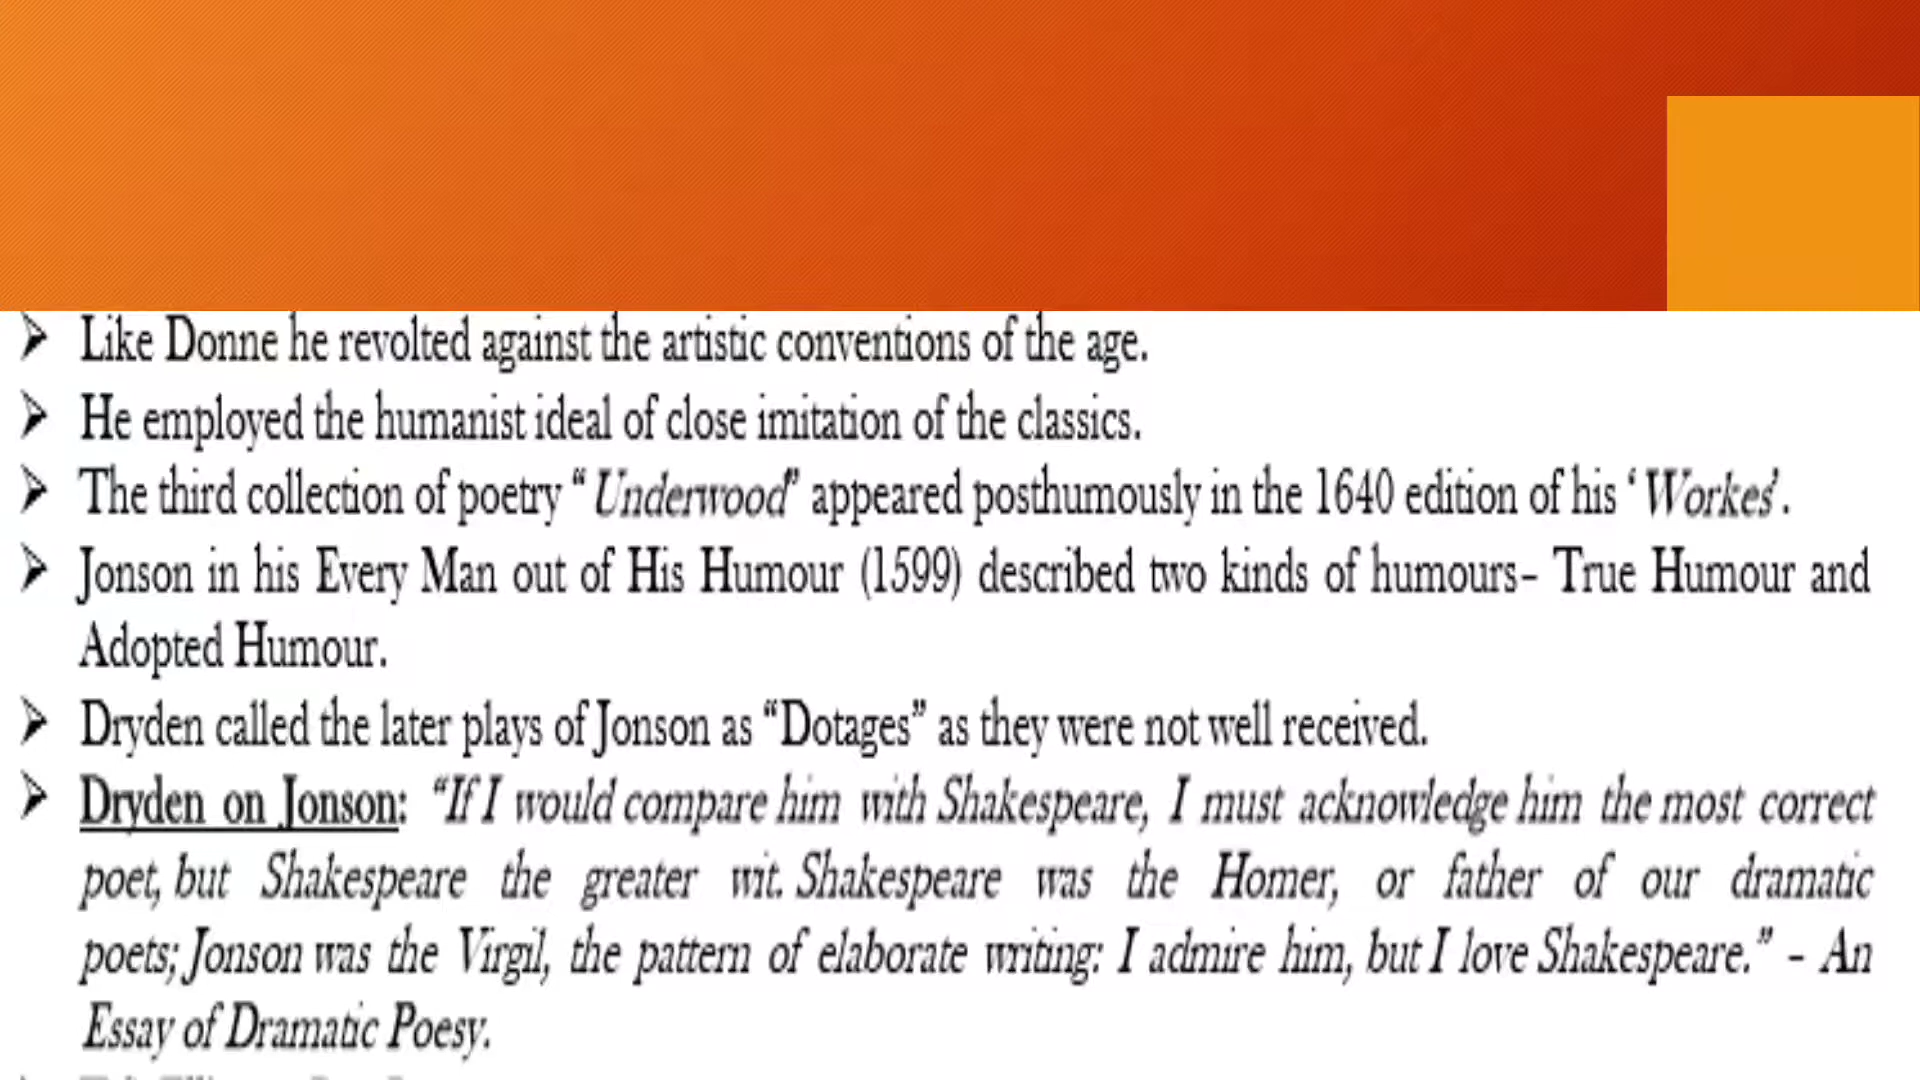 ➤ Like Donne he revolted against the artistic conventions of the age.
➤ He employed the humanist ideal of close imitation of the classics.
➤ The third collection of poetry “Underwood” appeared posthumously in the 1640 edition of his ‘Workes’.
➤ Jonson in his Every Man out of His Humour (1599) described two kinds of humours– True Humour and
Adopted Humour.
➤ Dryden called the later plays of Jonson as “Dotages” as they were not well received.
➤ Dryden on Jonson: “If I would compare him with Shakespeare, I must acknowledge him the most correct
poet, but Shakespeare the greater wit. Shakespeare was the Homer, or father of our dramatic
poets; Jonson was the Virgil, the pattern of elaborate writing: I admire him, but I love Shakespeare.” – An
Essay of Dramatic Poesy.